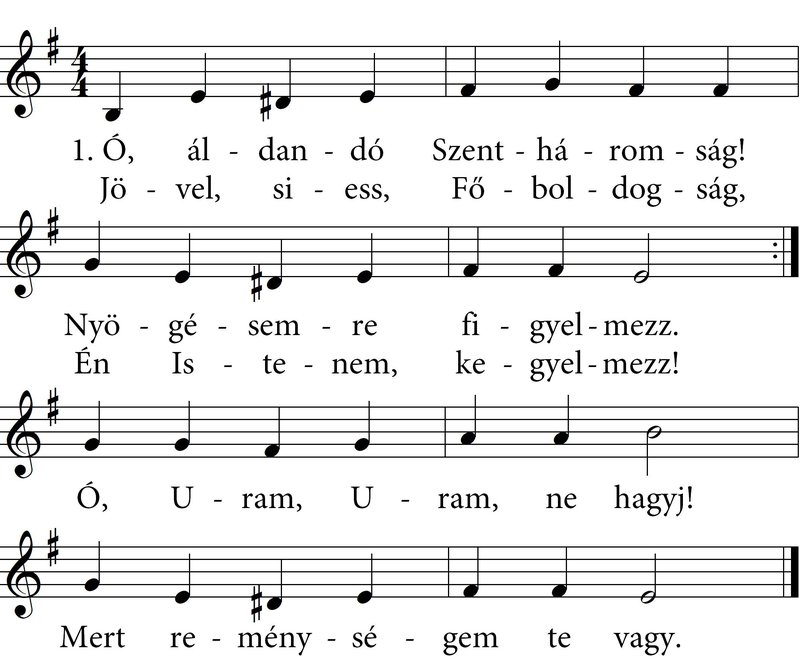 4
4
1. Ó, ál - dan - dó Szent - há - rom - ság!
Jö - vel, si - ess, Fő - bol - dog - ság,
Nyö - gé - sem - re fi - gyel - mezz.
Én Is - te - nem, ke - gyel - mezz!
Ó, U - ram, U - ram, ne hagyj!
Mert re - mény - sé - gem te vagy.